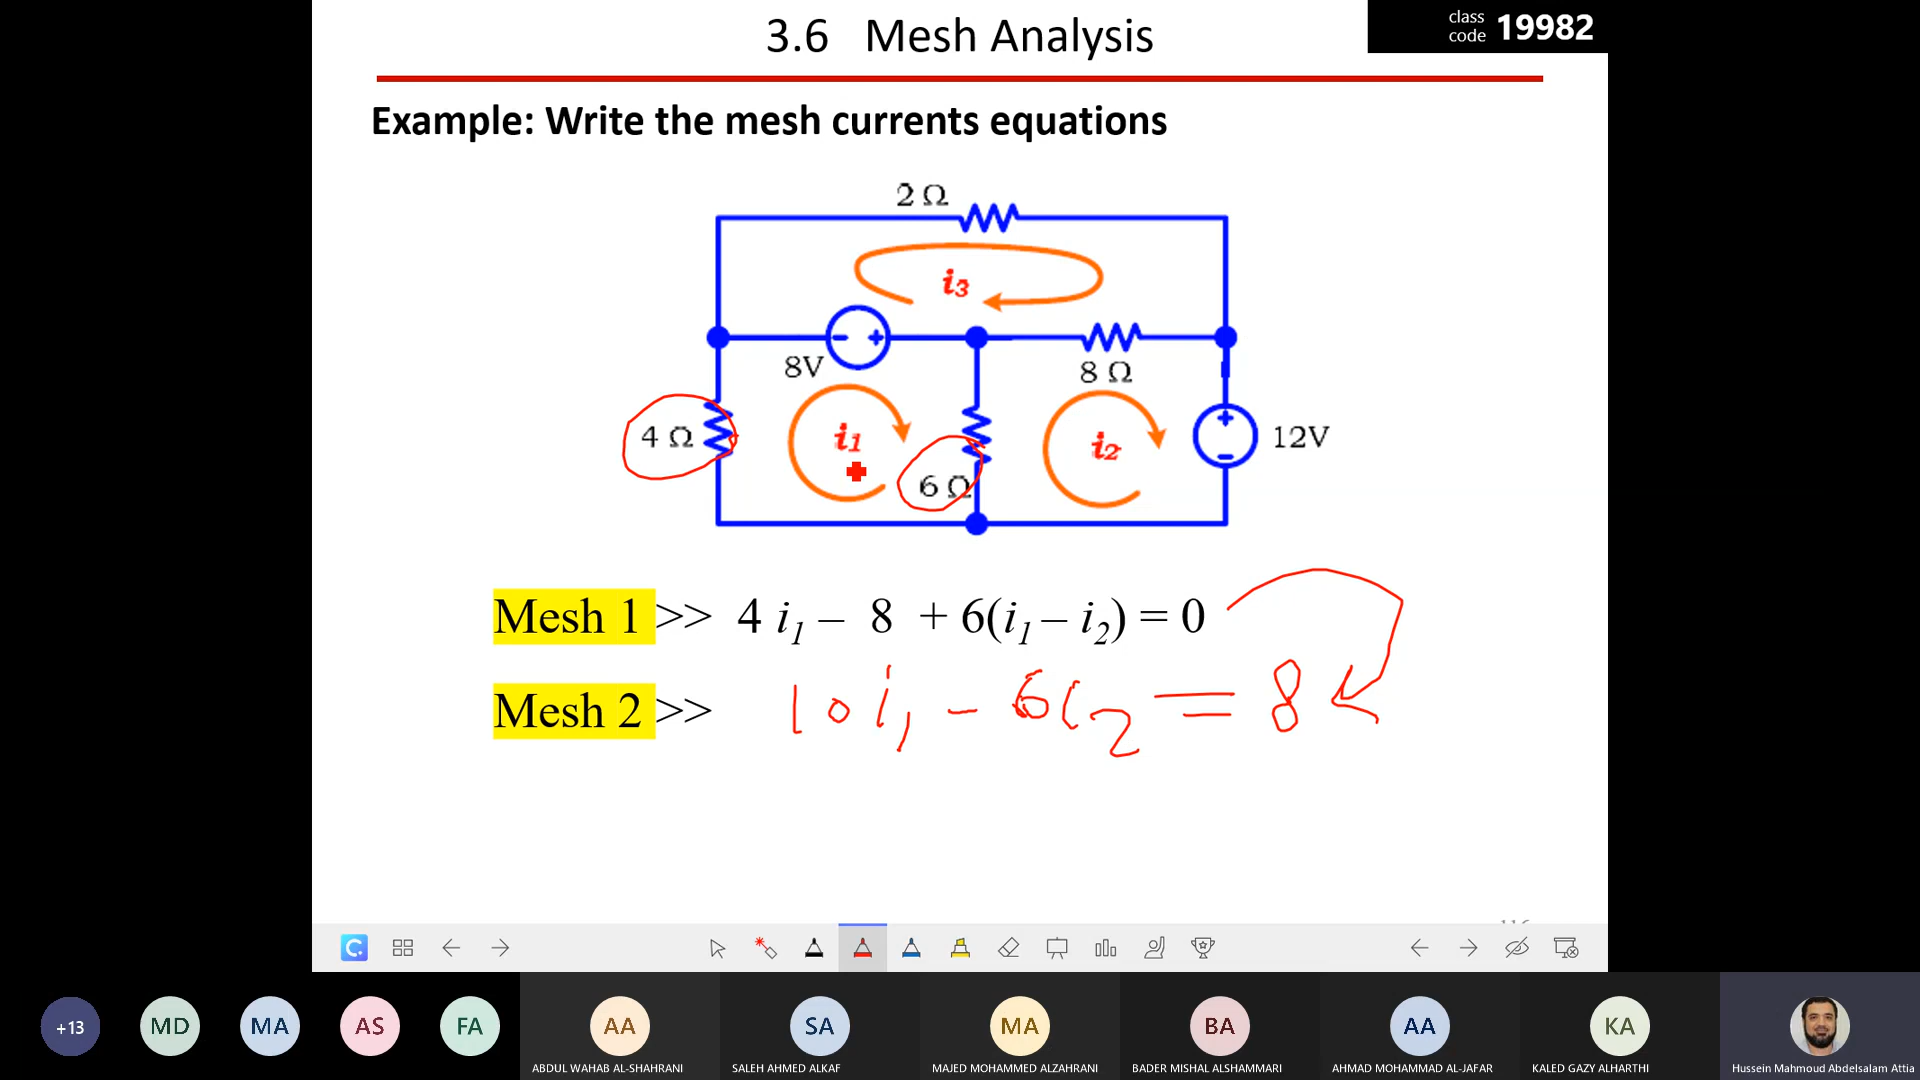 3.6 Mesh Analysis
class code 19982
Example: Write the mesh currents equations
2 Ω
i3
8V
8 Ω
4 Ω
i1
6 Ω
i2
12V
Mesh 1 >> 4 i1 – 8 + 6(i1 – i2) = 0
Mesh 2 >> 10i1 - 6i2 = 8
+13
MD
MA
AS
FA
AA
SA
MA
BA
AA
KA
ABDUL WAHAB AL-SHAHRANI
SALEH AHMED ALKAF
MAJED MOHAMMED ALZAHRANI
BADER MISHAL ALSHAMMARI
AHMAD MOHAMMAD AL-JAFAR
KALED GAZY ALHARTHI
Hussein Mahmoud Abdelsalam Attia